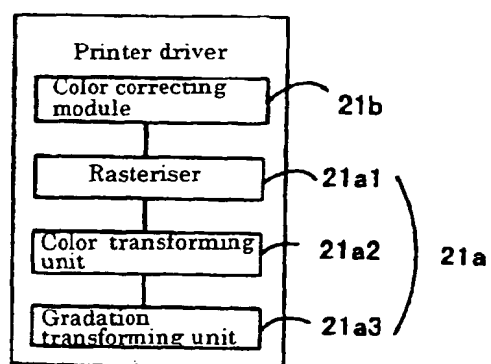 Printer driver
Color correcting
module
21b
Rasteriser
21a1
Color transforming
unit
21a2
21a
Gradation
transforming unit
21a3